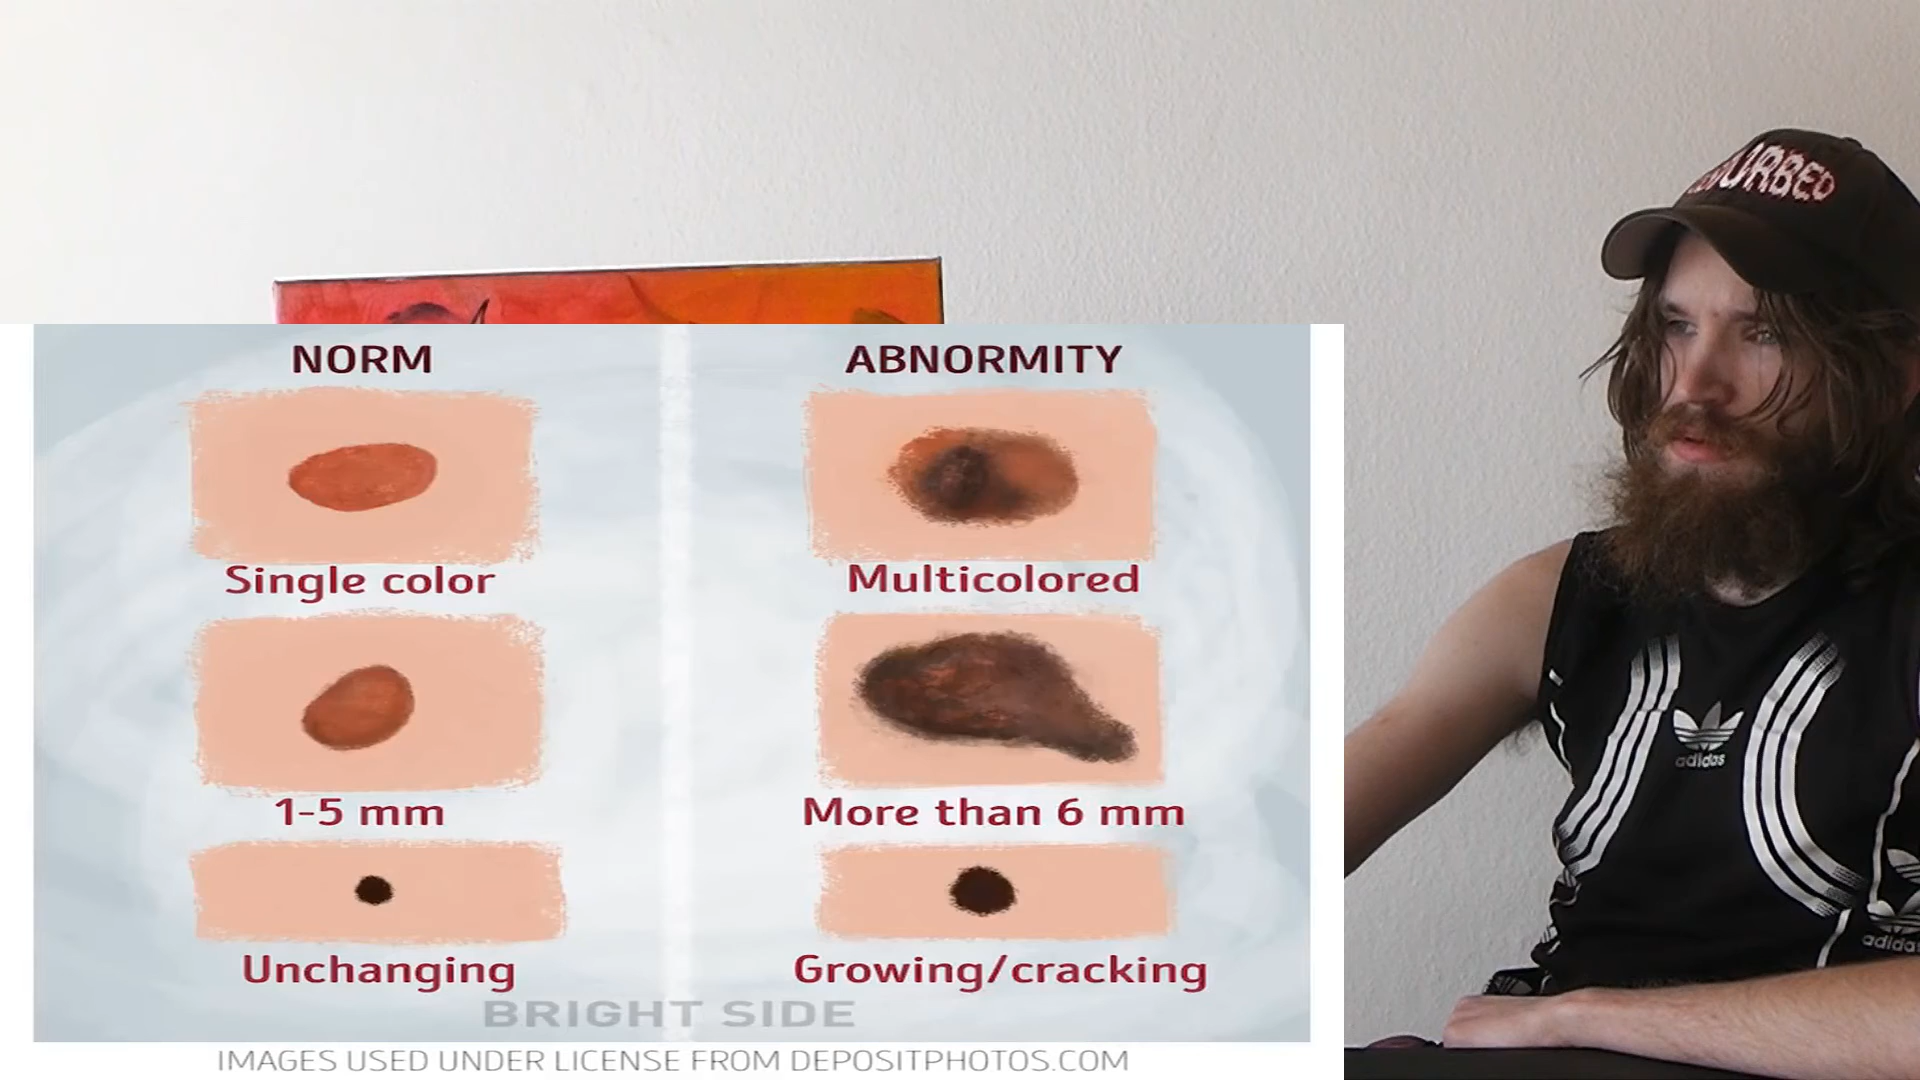 NORM
ABNORMITY
Single color
Multicolored
1-5 mm
More than 6 mm
Unchanging
Growing/cracking
BRIGHT SIDE
IMAGES USED UNDER LICENSE FROM DEPOSITPHOTOS.COM
adidas
adidas